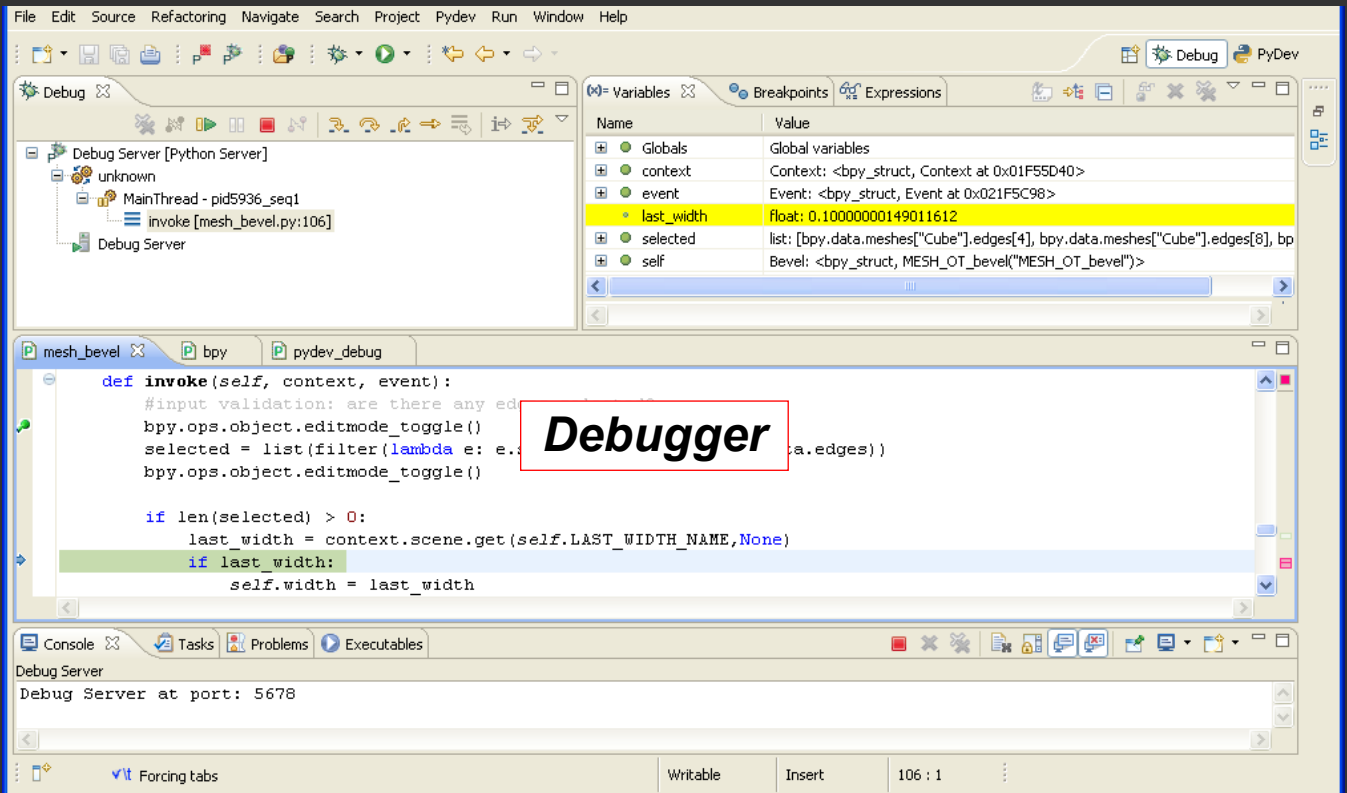 File Edit Source Refactoring Navigate Search Project Pydev Run Window Help
Debug PyDev
Debug
Debug Server [Python Server]
unknown
MainThread - pid5936_seq1
invoke [mesh_bevel.py:106]
Debug Server
(x)= Variables Breakpoints Expressions
Name Value
Globals Global variables
context Context: <bpy_struct, Context at 0x01F55D40>
event Event: <bpy_struct, Event at 0x021F5C98>
last_width float: 0.10000000149011612
selected list: [bpy.data.meshes["Cube"].edges[4], bpy.data.meshes["Cube"].edges[8], bp
self Bevel: <bpy_struct, MESH_OT_bevel("MESH_OT_bevel")>
mesh_bevel bpy pydev_debug
def invoke(self, context, event):
#input validation: are there any
bpy.ops.object.editmode_toggle()
selected = list(filter(lambda e: .edges))
bpy.ops.object.editmode_toggle()
Debugger
if len(selected) > 0:
last_width = context.scene.get(self.LAST_WIDTH_NAME,None)
if last_width:
self.width = last_width
Console Tasks Problems Executables
Debug Server
Debug Server at port: 5678
\t Forcing tabs Writable Insert 106 : 1